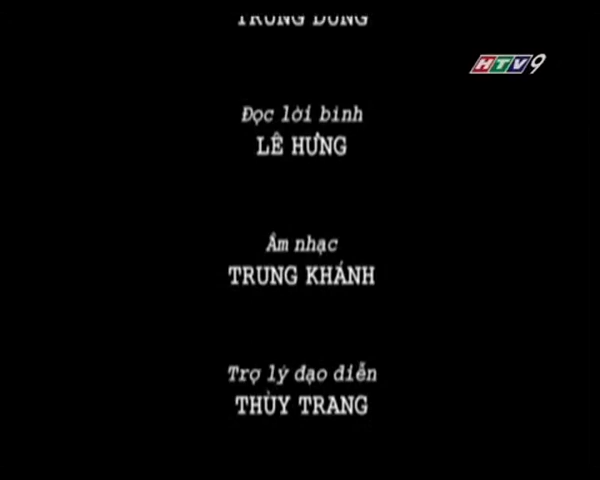 HTV9
Đọc lời bình
LÊ HƯNG
Âm nhạc
TRUNG KHÁNH
Trợ lý đạo diễn
THÙY TRANG